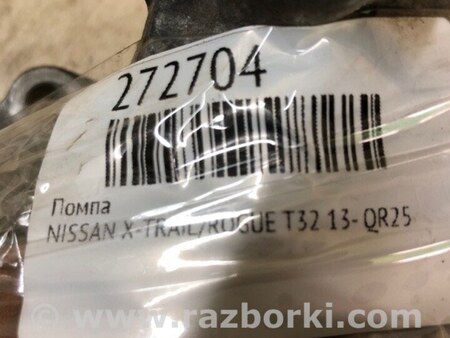 272704
Помпа
NISSAN X-TRAIL/ROGUE T32 13- QR25
www.razborki.com